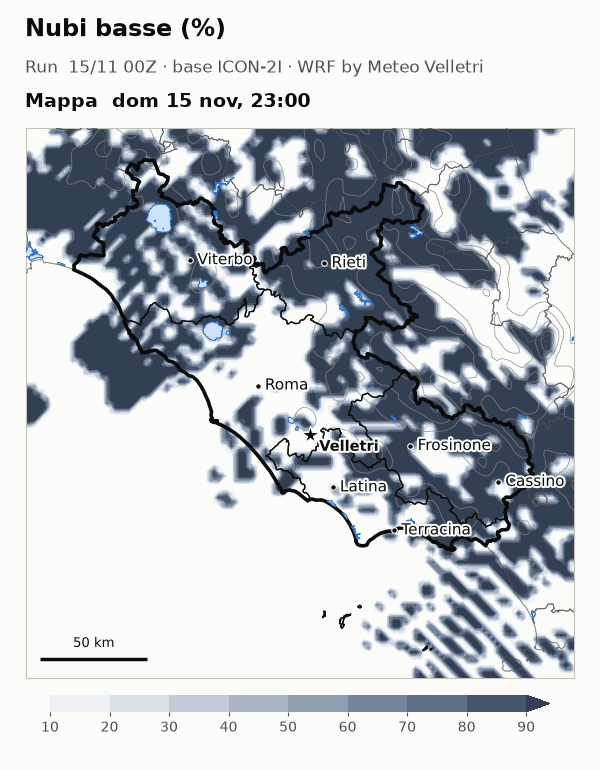 Nubi basse (%)
Run  15/11 00Z · base ICON-2I · WRF by Meteo Velletri
Mappa  dom 15 nov, 23:00
Viterbo
Rieti
Roma
Velletri
Frosinone
Latina
Cassino
Terracina
50 km
10 20 30 40 50 60 70 80 90